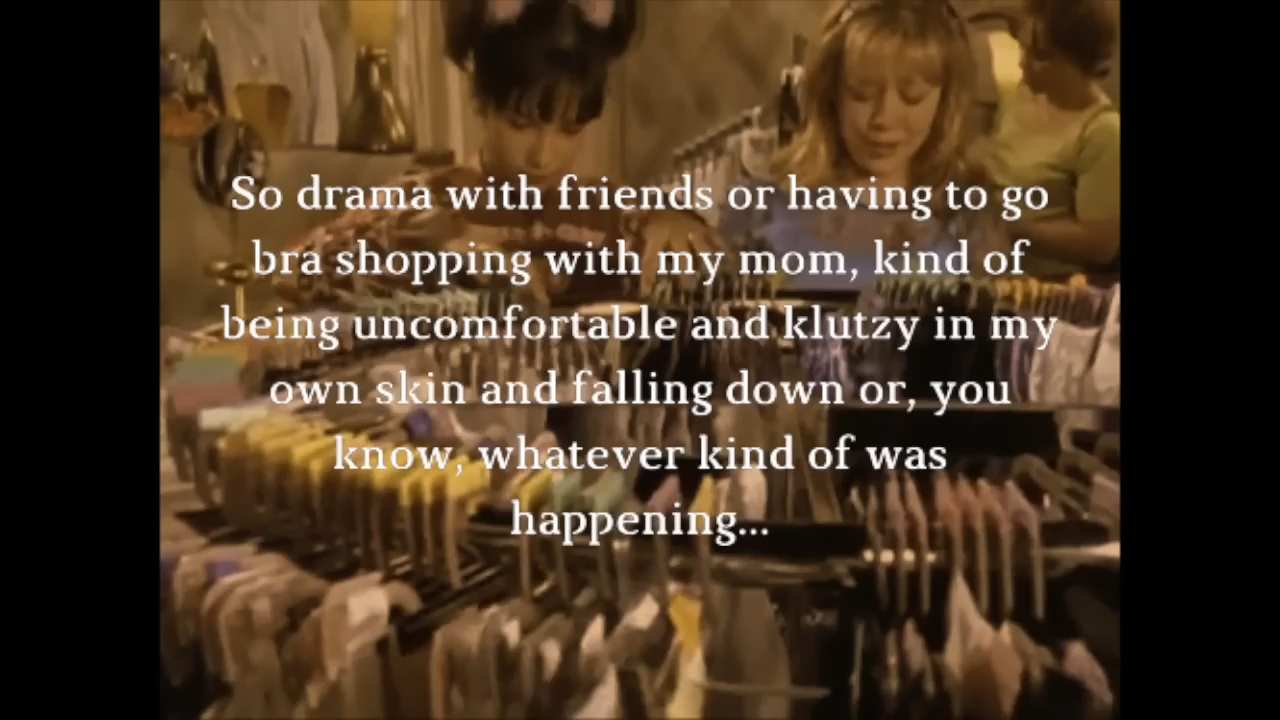 So drama with friends or having to go
bra shopping with my mom, kind of
being uncomfortable and klutzy in my
own skin and falling down or, you
know, whatever kind of was
happening...